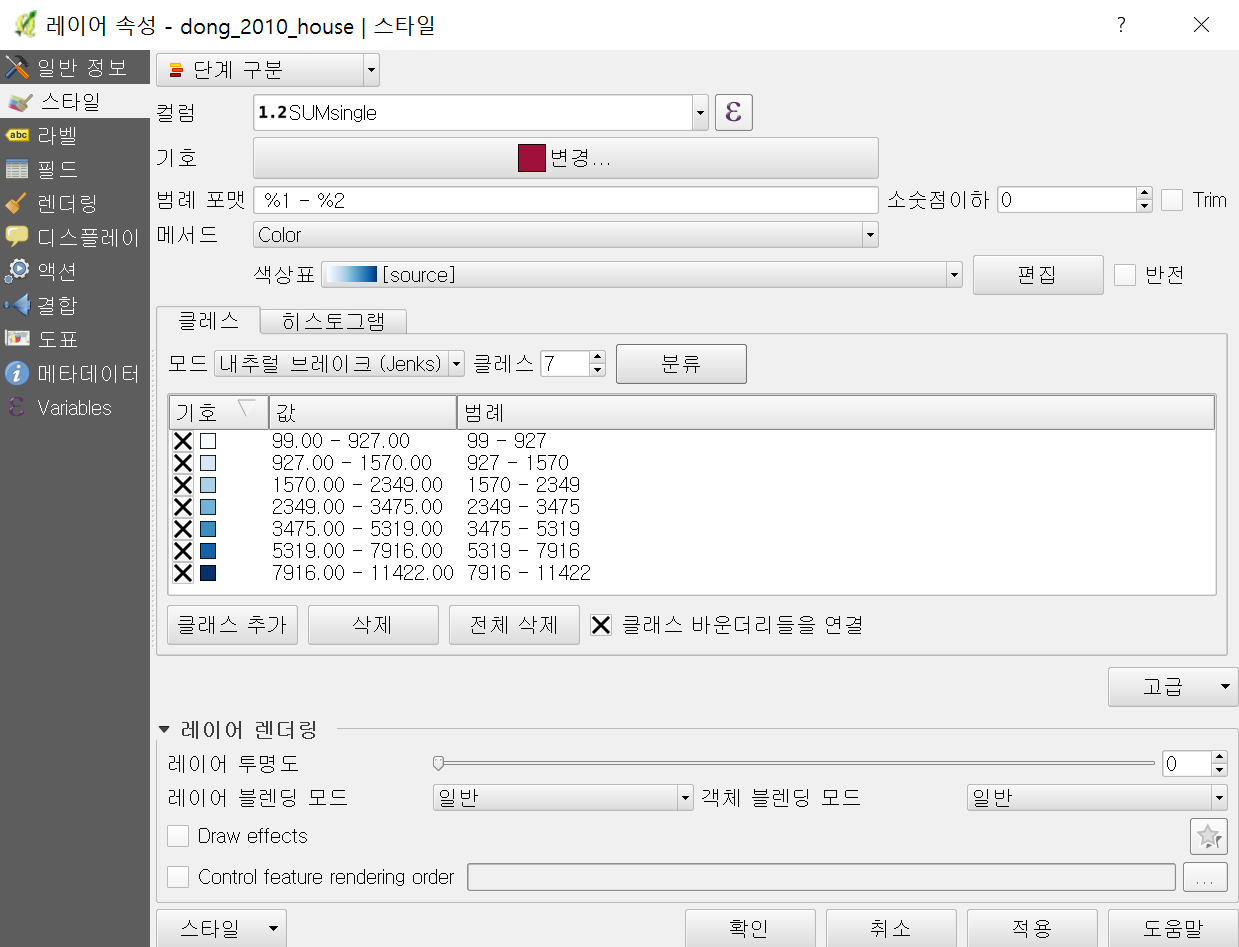 레이어 속성 - dong_2010_house | 스타일 ?
일반 정보
스타일
라벨
필드
렌더링
디스플레이
액션
결합
도표
메타데이터
Variables
단계 구분
컬럼 1.2 SUMsingle ε
기호 변경...
범례 포맷 %1 - %2 소숫점이하 0 Trim
메서드 Color
색상표 [source] 편집 반전
클레스 히스토그램
모드 내추럴 브레이크 (Jenks) 클레스 7 분류
기호 값 범례
99.00 - 927.00 99 - 927
927.00 - 1570.00 927 - 1570
1570.00 - 2349.00 1570 - 2349
2349.00 - 3475.00 2349 - 3475
3475.00 - 5319.00 3475 - 5319
5319.00 - 7916.00 5319 - 7916
7916.00 - 11422.00 7916 - 11422
클래스 추가 삭제 전체 삭제 클래스 바운더리들을 연결
고급
레이어 렌더링
레이어 투명도 0
레이어 블렌딩 모드 일반 객체 블렌딩 모드 일반
Draw effects
Control feature rendering order ...
스타일 확인 취소 적용 도움말